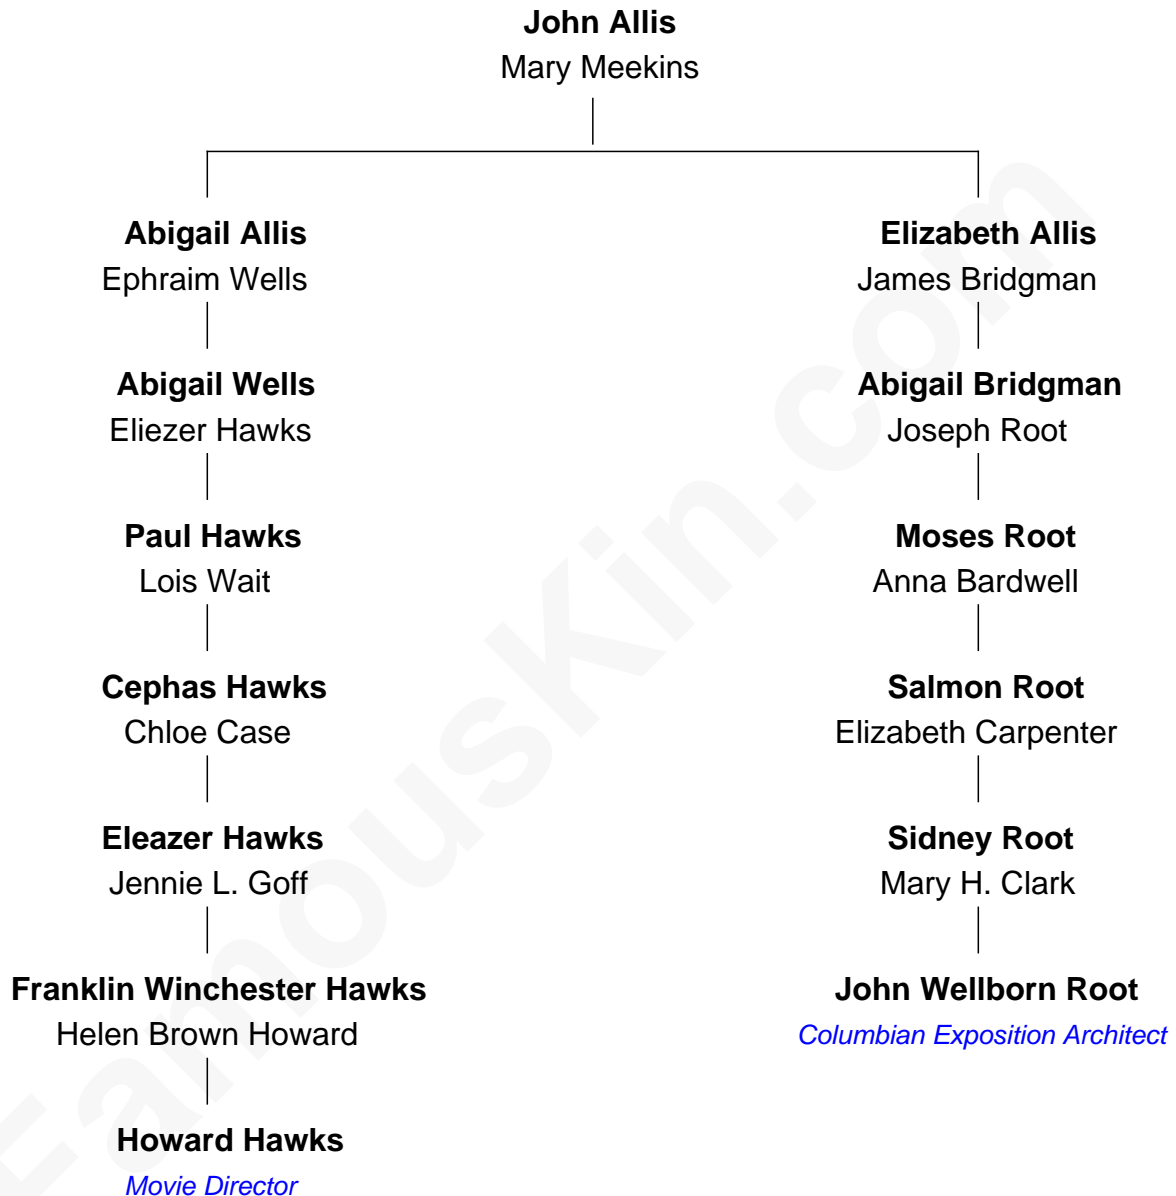 John Allis
Mary Meekins
Abigail Allis
Ephraim Wells
Elizabeth Allis
James Bridgman
Abigail Wells
Eliezer Hawks
Abigail Bridgman
Joseph Root
Paul Hawks
Lois Wait
Moses Root
Anna Bardwell
Cephas Hawks
Chloe Case
Salmon Root
Elizabeth Carpenter
Eleazer Hawks
Jennie L. Goff
Sidney Root
Mary H. Clark
Franklin Winchester Hawks
Helen Brown Howard
John Wellborn Root
Columbian Exposition Architect
Howard Hawks
Movie Director
FamousKin.com